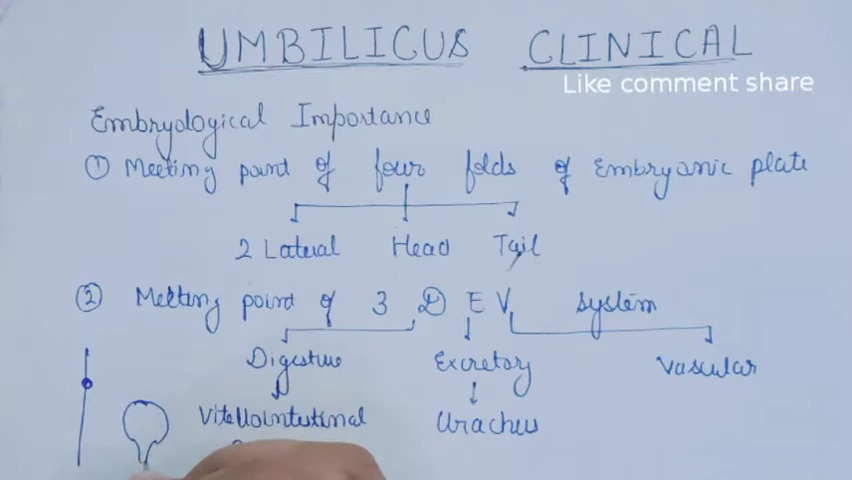 UMBILICUS CLINICAL
Like comment share
Embryological Importance
① Meeting point of four folds of Embryonic plate
2 Lateral Head Tail
② Meeting point of 3 D E V system
Digestive Excretory Vascular
Vitellointestinal Urachus